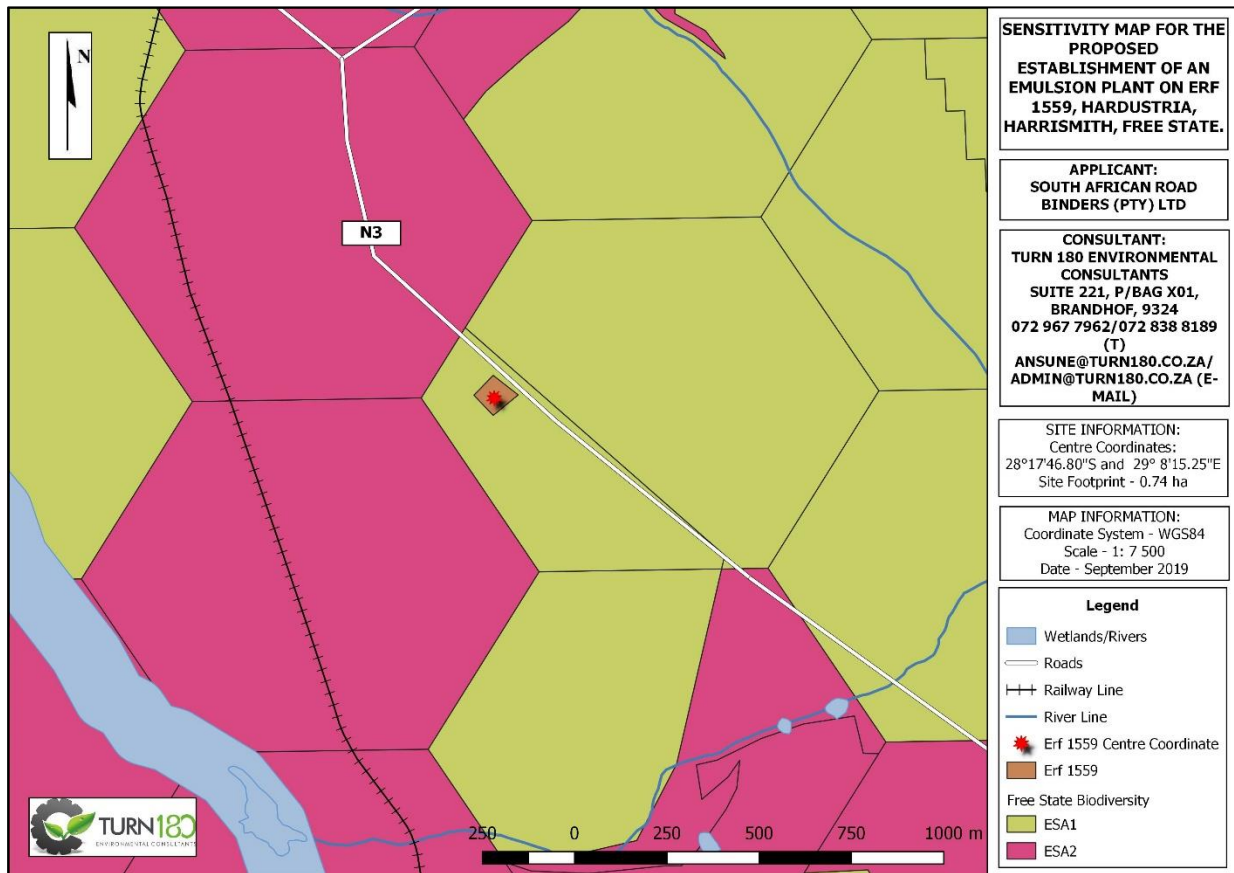 N
N3
TURN 180
ENVIRONMENTAL CONSULTANTS
250 0 250 500 750 1000 m
SENSITIVITY MAP FOR THE
PROPOSED
ESTABLISHMENT OF AN
EMULSION PLANT ON ERF
1559, HARDUSTRIA,
HARRISMITH, FREE STATE.
APPLICANT:
SOUTH AFRICAN ROAD
BINDERS (PTY) LTD
CONSULTANT:
TURN 180 ENVIRONMENTAL
CONSULTANTS
SUITE 221, P/BAG X01,
BRANDHOF, 9324
072 967 7962/072 838 8189
(T)
ANSUNE@TURN180.CO.ZA/
ADMIN@TURN180.CO.ZA (E-
MAIL)
SITE INFORMATION:
Centre Coordinates:
28°17'46.80"S and 29° 8'15.25"E
Site Footprint - 0.74 ha
MAP INFORMATION:
Coordinate System - WGS84
Scale - 1: 7 500
Date - September 2019
Legend
Wetlands/Rivers
Roads
Railway Line
River Line
Erf 1559 Centre Coordinate
Erf 1559
Free State Biodiversity
ESA1
ESA2